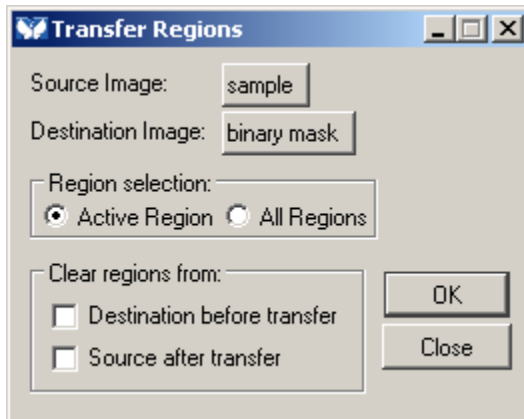 Transfer Regions
Source Image: sample
Destination Image: binary mask
Region selection:
Active Region All Regions
Clear regions from:
Destination before transfer
Source after transfer
OK
Close